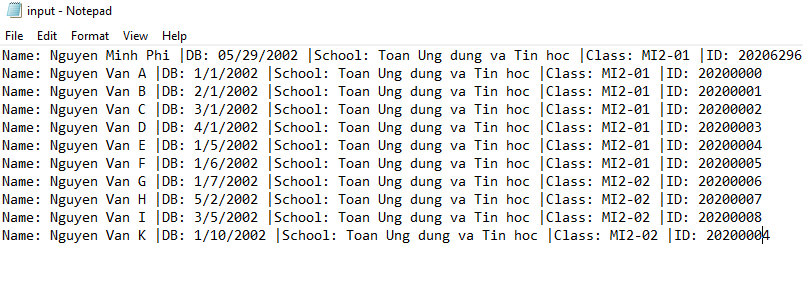 input - Notepad
File Edit Format View Help
Name: Nguyen Minh Phi |DB: 05/29/2002 |School: Toan Ung dung va Tin hoc |Class: MI2-01 |ID: 20206296
Name: Nguyen Van A |DB: 1/1/2002 |School: Toan Ung dung va Tin hoc |Class: MI2-01 |ID: 20200000
Name: Nguyen Van B |DB: 2/1/2002 |School: Toan Ung dung va Tin hoc |Class: MI2-01 |ID: 20200001
Name: Nguyen Van C |DB: 3/1/2002 |School: Toan Ung dung va Tin hoc |Class: MI2-01 |ID: 20200002
Name: Nguyen Van D |DB: 4/1/2002 |School: Toan Ung dung va Tin hoc |Class: MI2-01 |ID: 20200003
Name: Nguyen Van E |DB: 1/5/2002 |School: Toan Ung dung va Tin hoc |Class: MI2-01 |ID: 20200004
Name: Nguyen Van F |DB: 1/6/2002 |School: Toan Ung dung va Tin hoc |Class: MI2-01 |ID: 20200005
Name: Nguyen Van G |DB: 1/7/2002 |School: Toan Ung dung va Tin hoc |Class: MI2-02 |ID: 20200006
Name: Nguyen Van H |DB: 5/2/2002 |School: Toan Ung dung va Tin hoc |Class: MI2-02 |ID: 20200007
Name: Nguyen Van I |DB: 3/5/2002 |School: Toan Ung dung va Tin hoc |Class: MI2-02 |ID: 20200008
Name: Nguyen Van K |DB: 1/10/2002 |School: Toan Ung dung va Tin hoc |Class: MI2-02 |ID: 20200004